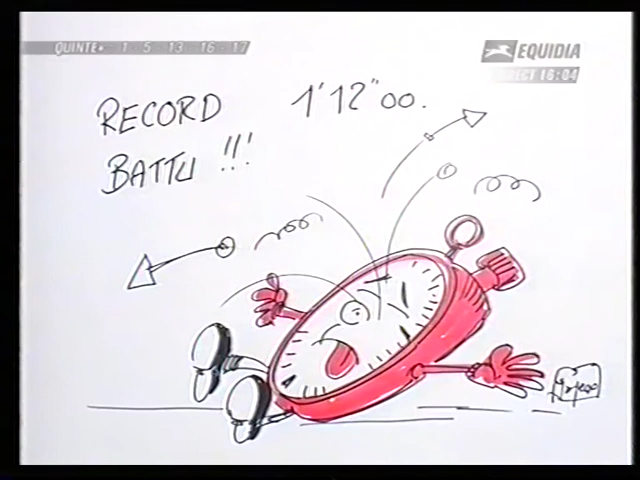 QUINTE+ 1 - 5 - 13 - 16 - 17
EQUIDIA
DIRECT 16:04
RECORD 1'12"00.
BATTU !!!